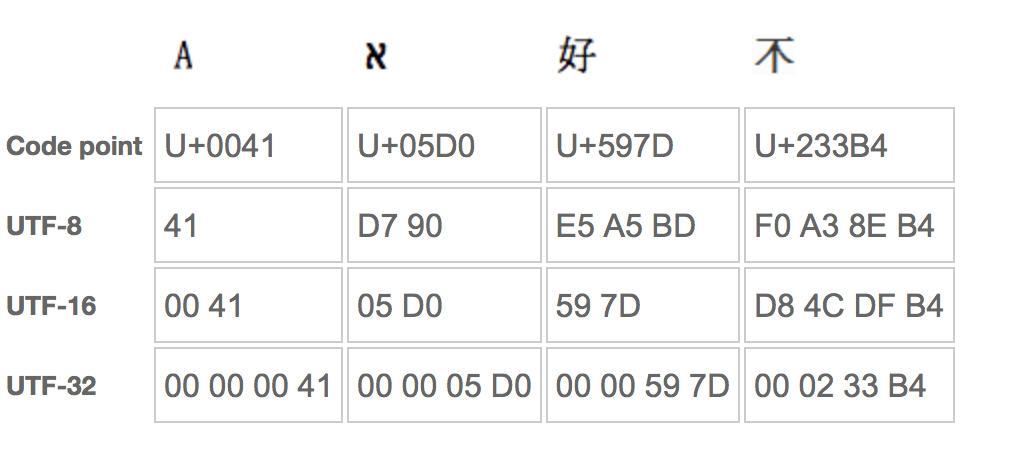 A א 好 𣎴
Code point U+0041 U+05D0 U+597D U+233B4
UTF-8 41 D7 90 E5 A5 BD F0 A3 8E B4
UTF-16 00 41 05 D0 59 7D D8 4C DF B4
UTF-32 00 00 00 41 00 00 05 D0 00 00 59 7D 00 02 33 B4